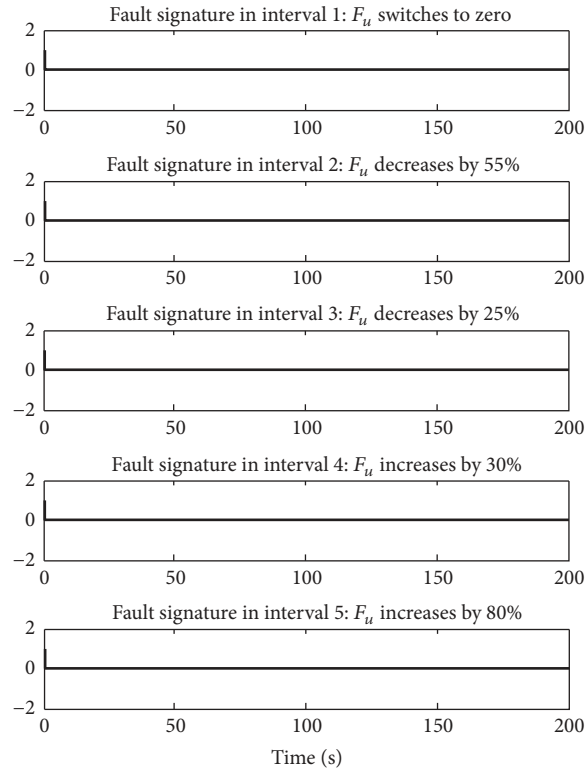 Fault signature in interval 1: F_u switches to zero
2
0
−2
0 50 100 150 200
Fault signature in interval 2: F_u decreases by 55%
2
0
−2
0 50 100 150 200
Fault signature in interval 3: F_u decreases by 25%
2
0
−2
0 50 100 150 200
Fault signature in interval 4: F_u increases by 30%
2
0
−2
0 50 100 150 200
Fault signature in interval 5: F_u increases by 80%
2
0
−2
0 50 100 150 200
Time (s)